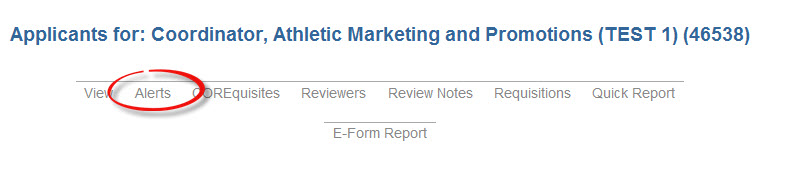 Applicants for: Coordinator, Athletic Marketing and Promotions (TEST 1) (46538)
View Alerts COREquisites Reviewers Review Notes Requisitions Quick Report
E-Form Report